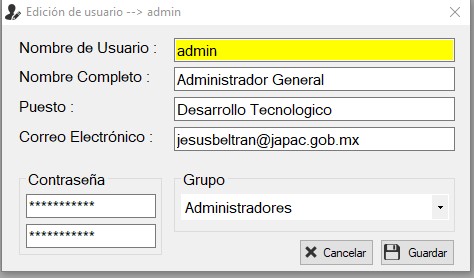 Edición de usuario --> admin
Nombre de Usuario : admin
Nombre Completo : Administrador General
Puesto : Desarrollo Tecnologico
Correo Electrónico : jesusbeltran@japac.gob.mx
Contraseña
***********
***********
Grupo
Administradores
Cancelar Guardar